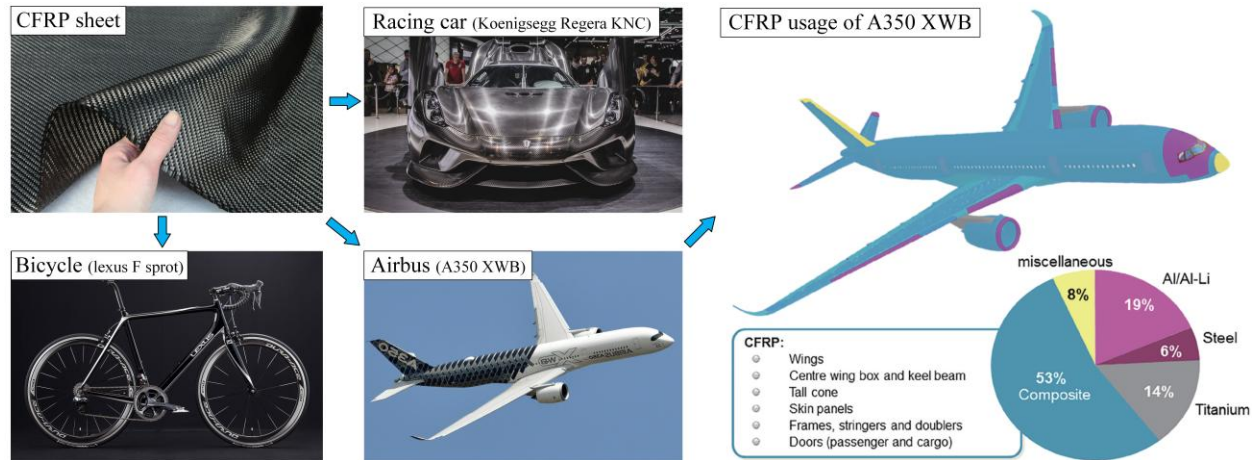 CFRP sheet
Racing car (Koenigsegg Regera KNC)
CFRP usage of A350 XWB
Bicycle (lexus F sprot)
LEXUS
Airbus (A350 XWB)
miscellaneous
8%
Al/Al-Li
19%
Steel
6%
14%
Titanium
53%
Composite
CFRP:
Wings
Centre wing box and keel beam
Tall cone
Skin panels
Frames, stringers and doublers
Doors (passenger and cargo)